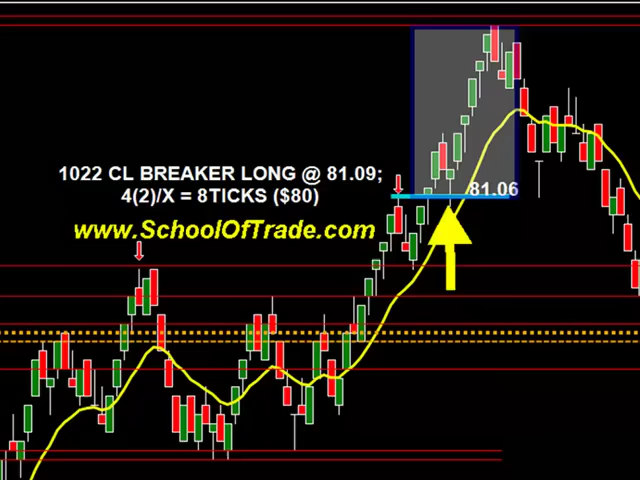 1022 CL BREAKER LONG @ 81.09;
4(2)/X = 8TICKS ($80)
81.06
www.SchoolOfTrade.com